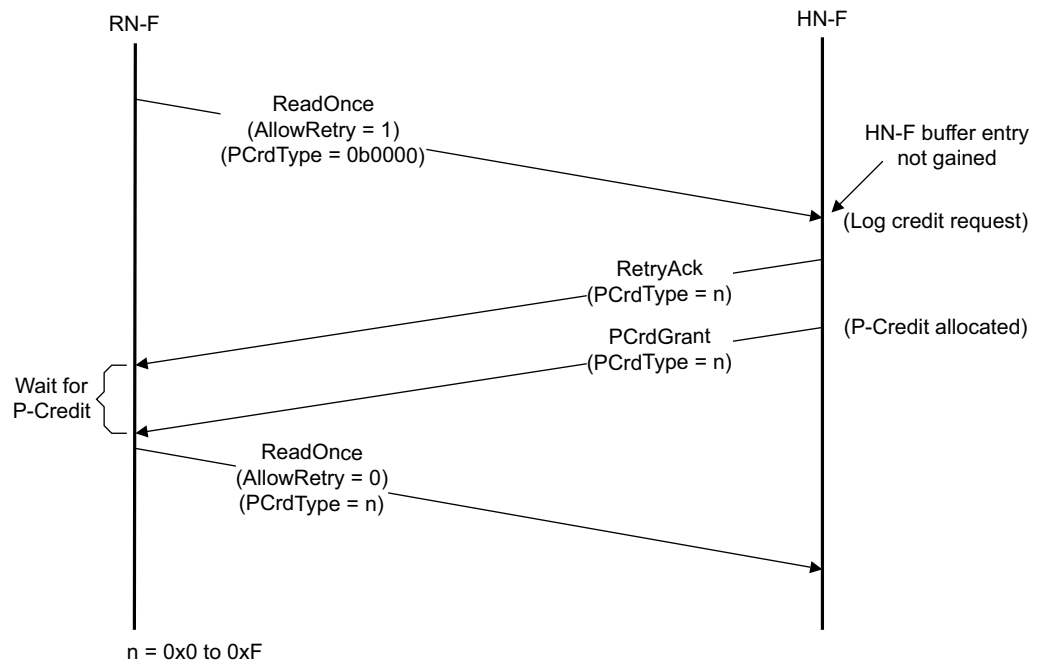 RN-F
HN-F
ReadOnce
(AllowRetry = 1)
(PCrdType = 0b0000)
HN-F buffer entry
not gained
(Log credit request)
RetryAck
(PCrdType = n)
PCrdGrant
(PCrdType = n)
(P-Credit allocated)
Wait for
P-Credit
ReadOnce
(AllowRetry = 0)
(PCrdType = n)
n = 0x0 to 0xF